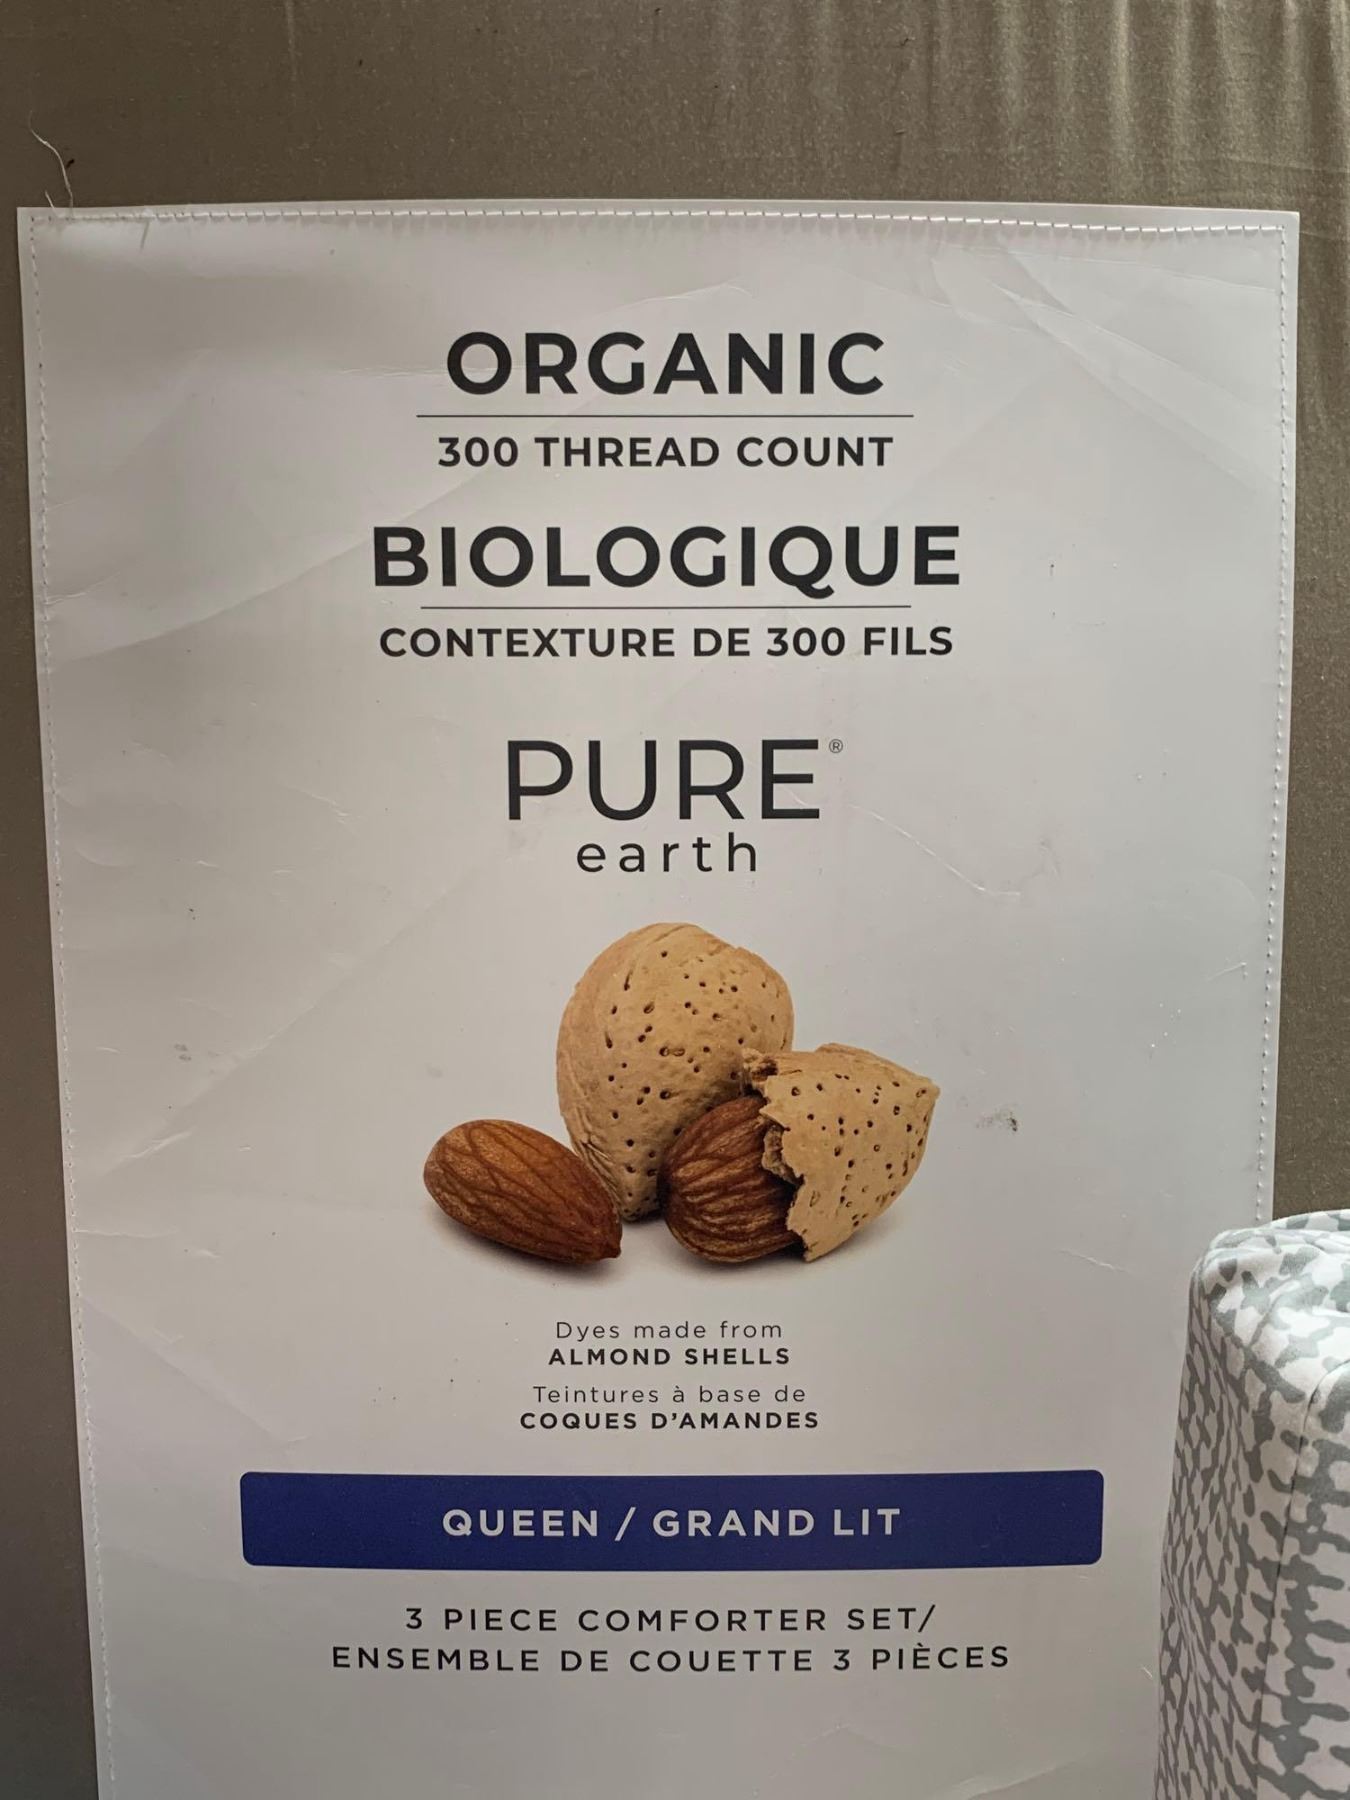 ORGANIC
300 THREAD COUNT
BIOLOGIQUE
CONTEXTURE DE 300 FILS
PURE®
earth
Dyes made from
ALMOND SHELLS
Teintures à base de
COQUES D'AMANDES
QUEEN / GRAND LIT
3 PIECE COMFORTER SET/
ENSEMBLE DE COUETTE 3 PIÈCES